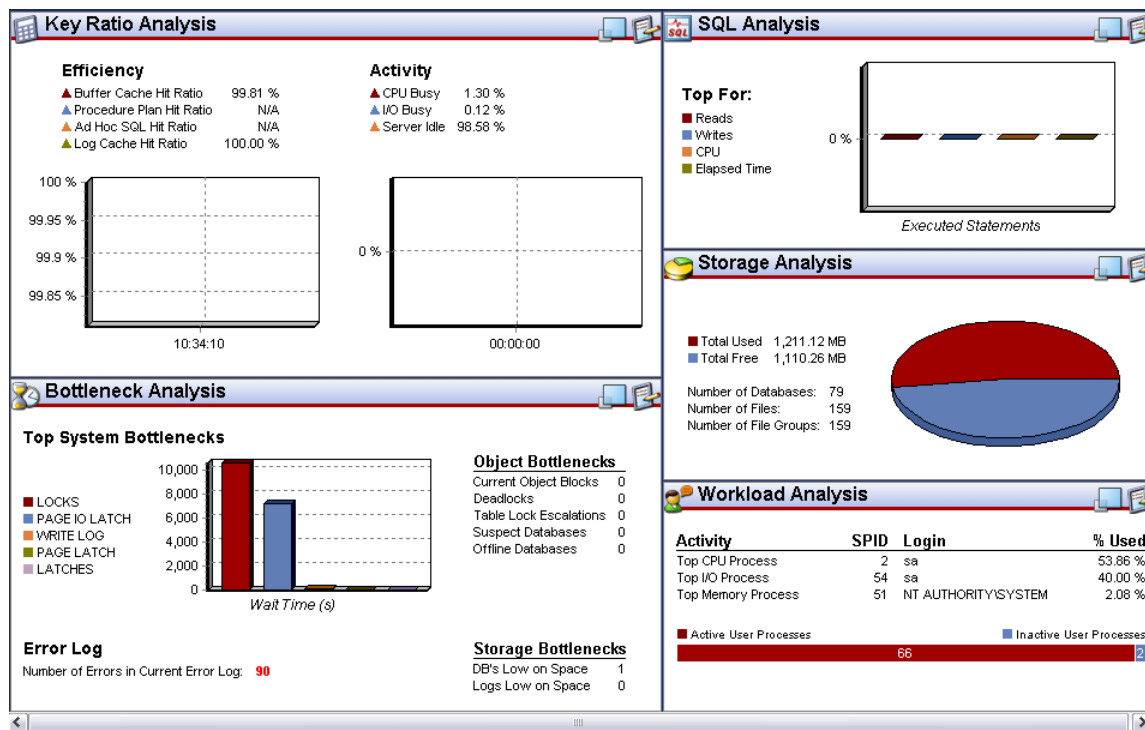 Key Ratio Analysis
Efficiency
Buffer Cache Hit Ratio 99.81 %
Procedure Plan Hit Ratio N/A
Ad Hoc SQL Hit Ratio N/A
Log Cache Hit Ratio 100.00 %
Activity
CPU Busy 1.30 %
I/O Busy 0.12 %
Server Idle 98.58 %
100 %
99.95 %
99.9 %
99.85 %
10:34:10
0 %
00:00:00
Bottleneck Analysis
Top System Bottlenecks
LOCKS
PAGE IO LATCH
WRITE LOG
PAGE LATCH
LATCHES
10,000
8,000
6,000
4,000
2,000
0
Wait Time (s)
Object Bottlenecks
Current Object Blocks 0
Deadlocks 0
Table Lock Escalations 0
Suspect Databases 0
Offline Databases 0
Error Log
Number of Errors in Current Error Log: 90
Storage Bottlenecks
DB's Low on Space 1
Logs Low on Space 0
SQL
SQL Analysis
Top For:
Reads
Writes
CPU
Elapsed Time
0 %
Executed Statements
Storage Analysis
Total Used 1,211.12 MB
Total Free 1,110.26 MB
Number of Databases: 79
Number of Files: 159
Number of File Groups: 159
Workload Analysis
Activity SPID Login % Used
Top CPU Process 2 sa 53.86 %
Top I/O Process 54 sa 40.00 %
Top Memory Process 51 NT AUTHORITY\SYSTEM 2.08 %
Active User Processes Inactive User Processes
66 2